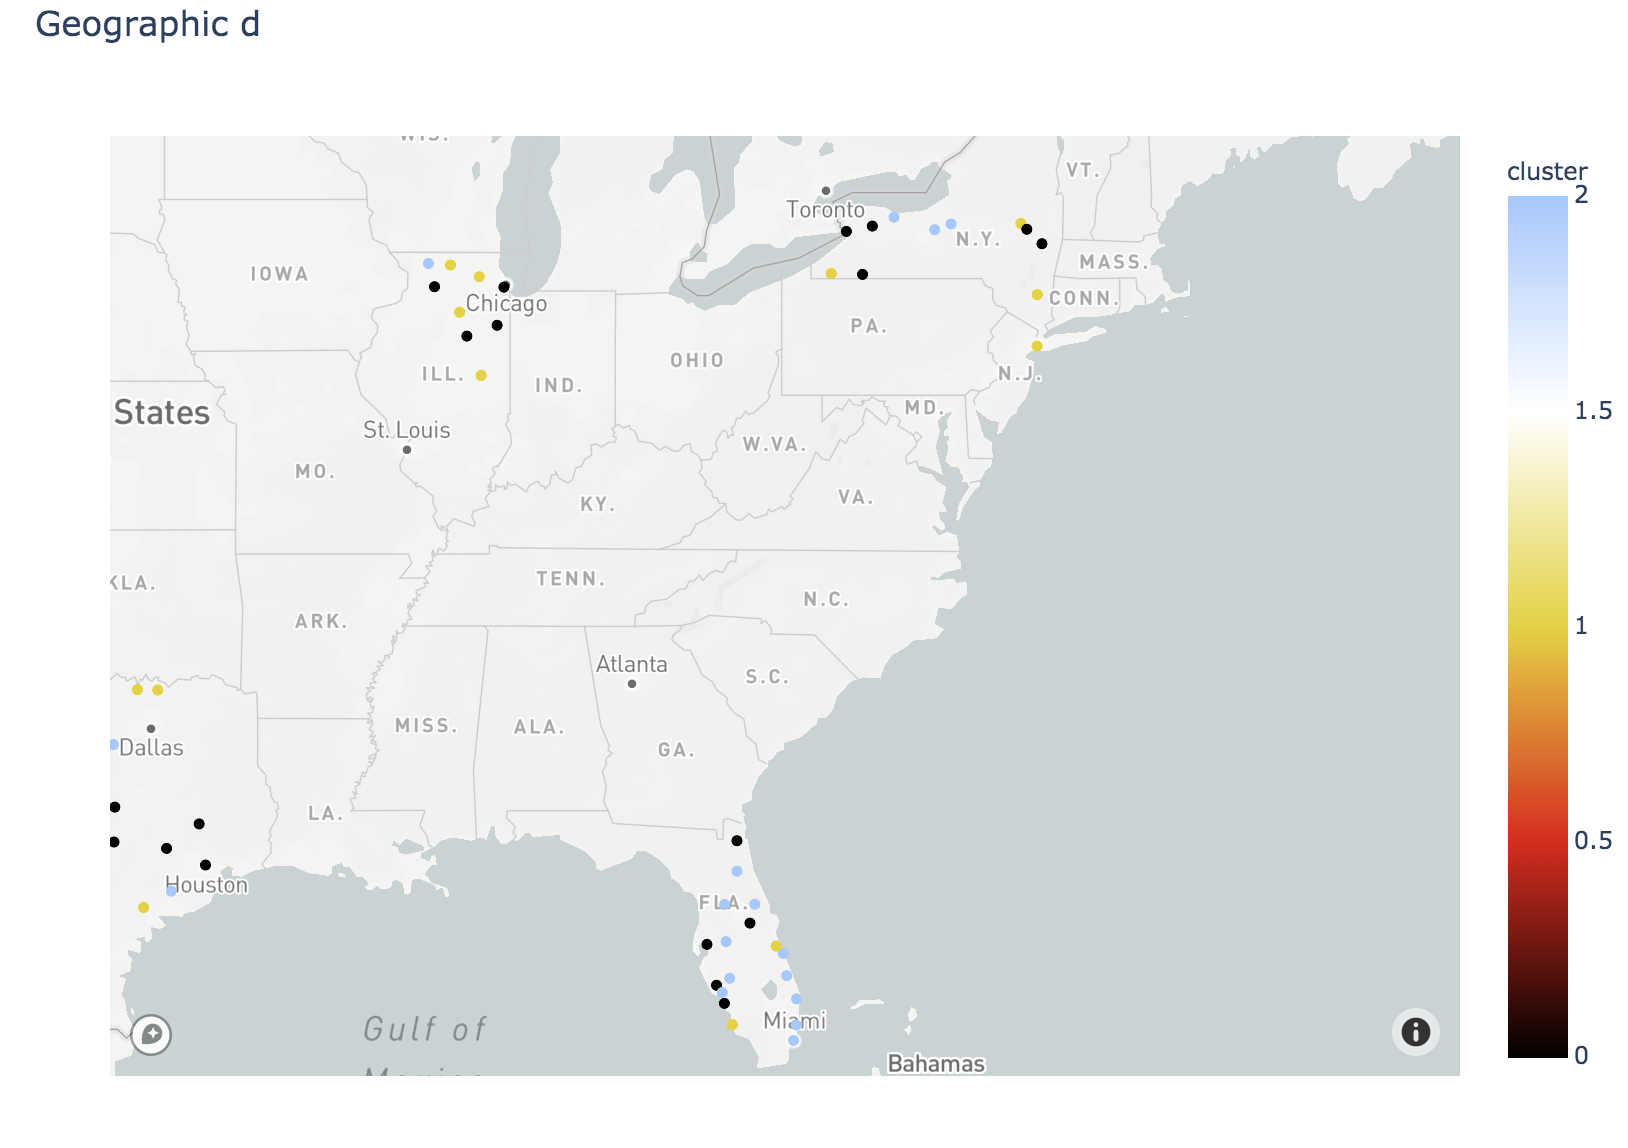 Geographic d
WIS.
VT.
Toronto
N.Y.
MASS.
IOWA
CONN.
Chicago
PA.
OHIO
ILL.
IND.
N.J.
States
MD.
St. Louis
W.VA.
MO.
VA.
KY.
TENN.
KLA.
N.C.
ARK.
Atlanta
S.C.
MISS.
ALA.
Dallas
GA.
LA.
Houston
FLA.
Gulf of
Mexico
Miami
Bahamas
cluster
2
1.5
1
0.5
0